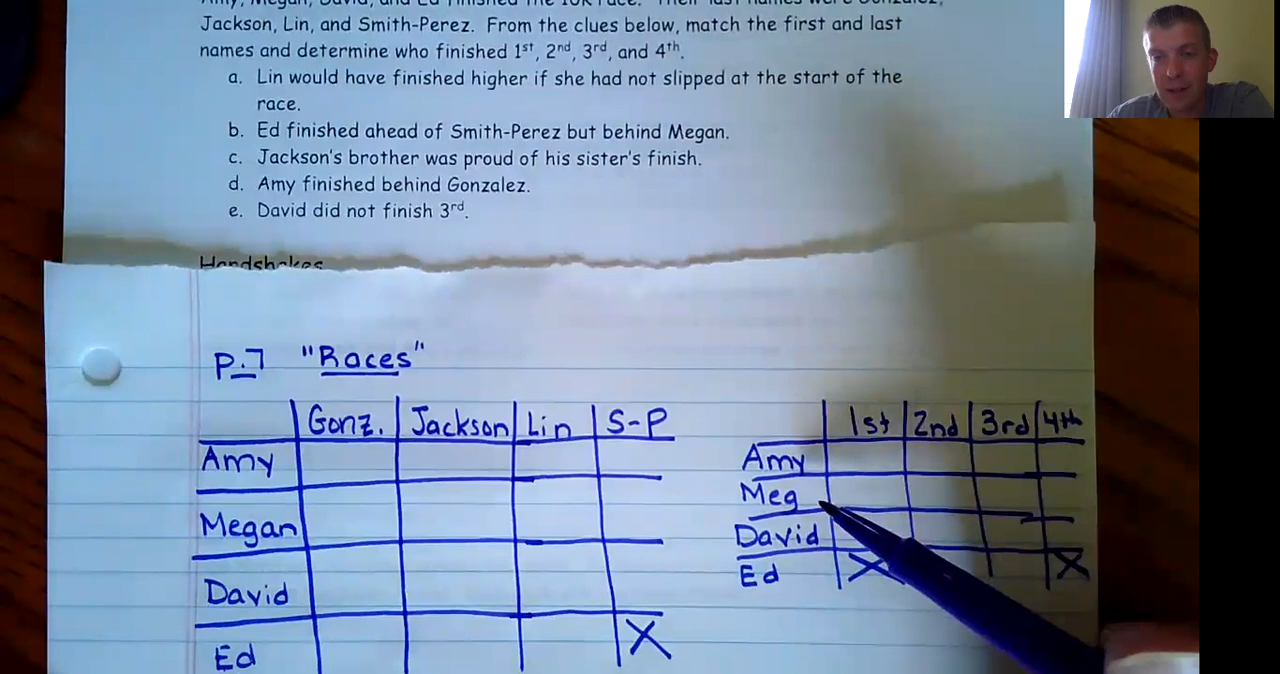 Jackson, Lin, and Smith-Perez. From the clues below, match the first and last
names and determine who finished 1st, 2nd, 3rd, and 4th.
a. Lin would have finished higher if she had not slipped at the start of the
race.
b. Ed finished ahead of Smith-Perez but behind Megan.
c. Jackson's brother was proud of his sister's finish.
d. Amy finished behind Gonzalez.
e. David did not finish 3rd.
Handshakes
P.7 "Races"
Gonz. Jackson Lin S-P
Amy
Megan
David
Ed X
1st 2nd 3rd 4th
Amy
Meg
David
Ed X X